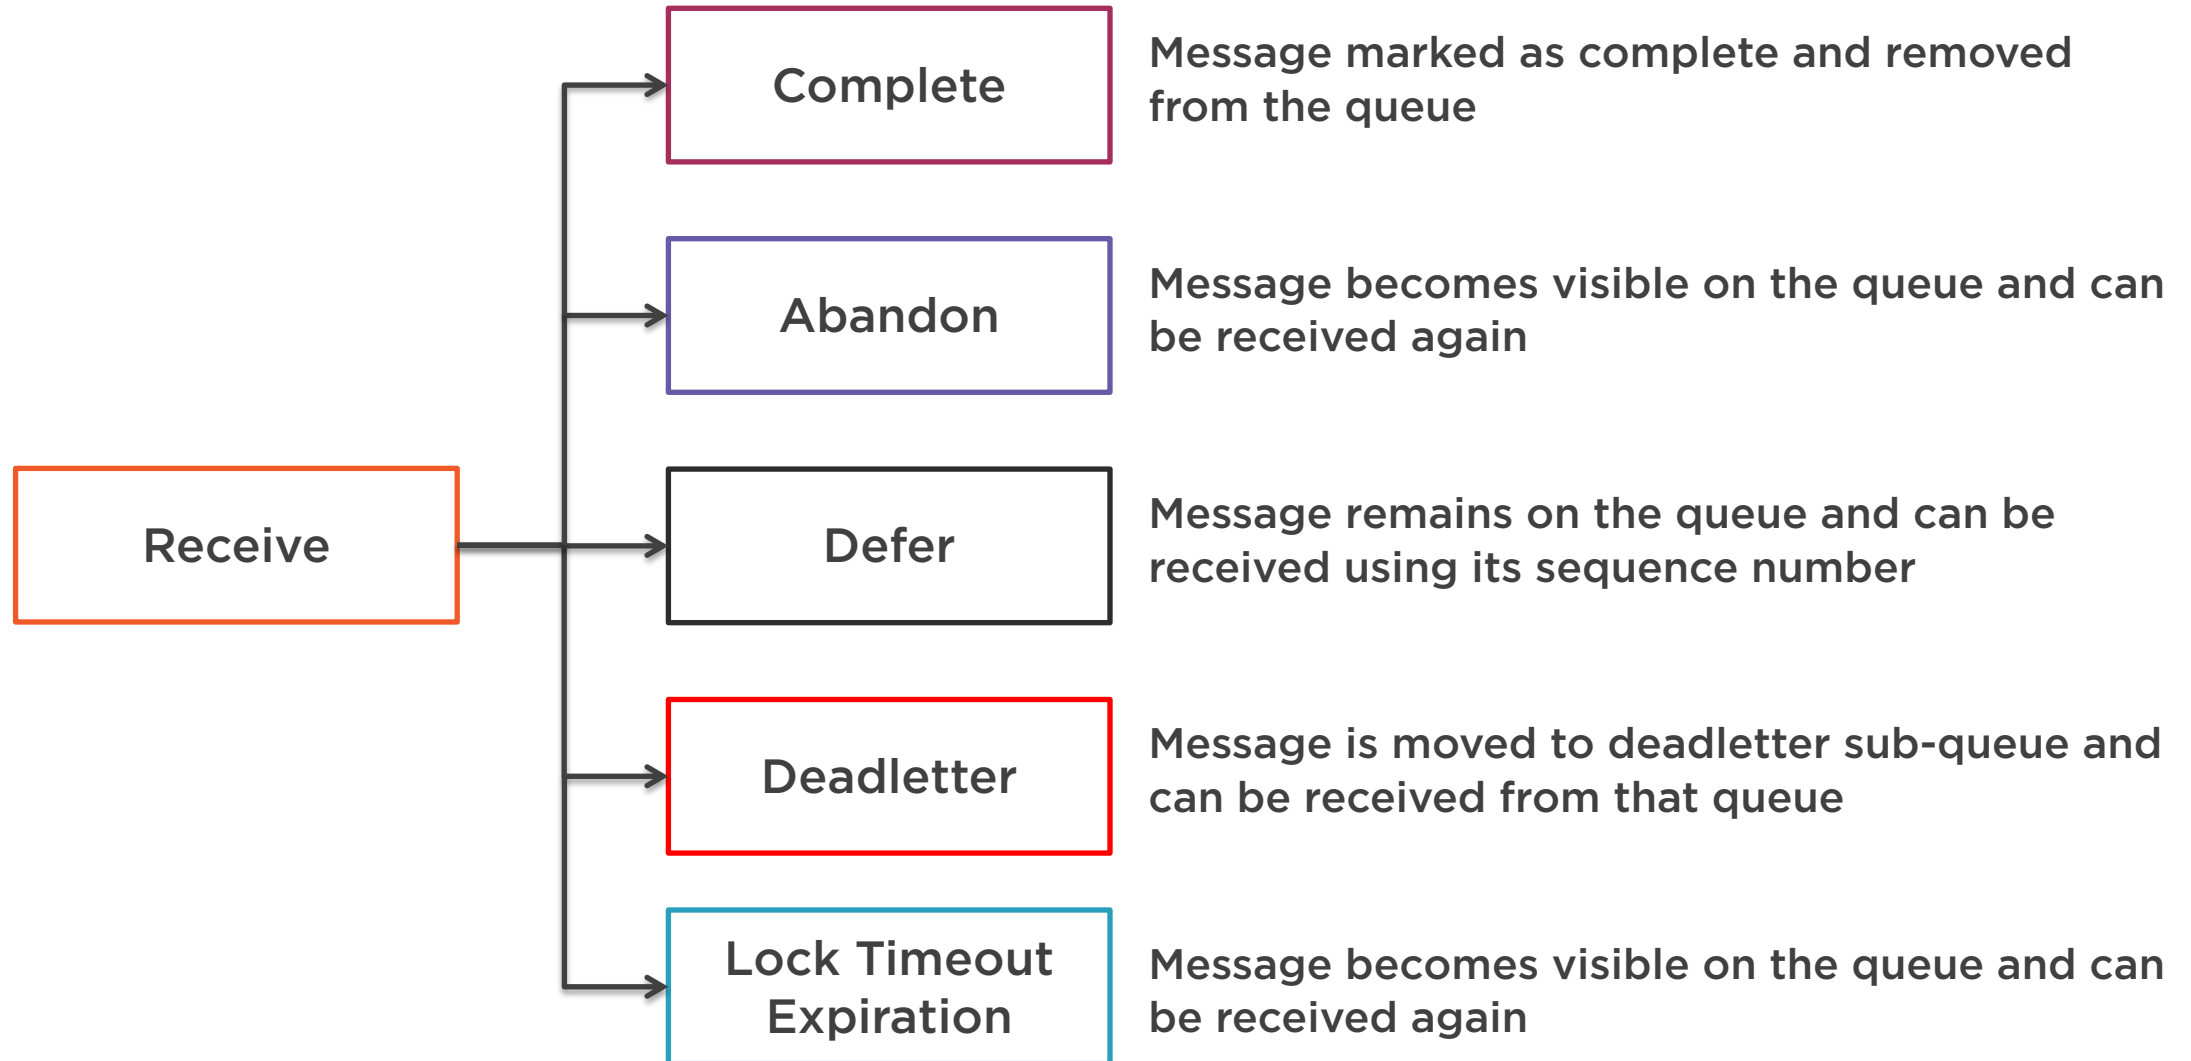 Complete
Message marked as complete and removed
from the queue
Abandon
Message becomes visible on the queue and can
be received again
Receive
Defer
Message remains on the queue and can be
received using its sequence number
Deadletter
Message is moved to deadletter sub-queue and
can be received from that queue
Lock Timeout
Expiration
Message becomes visible on the queue and can
be received again